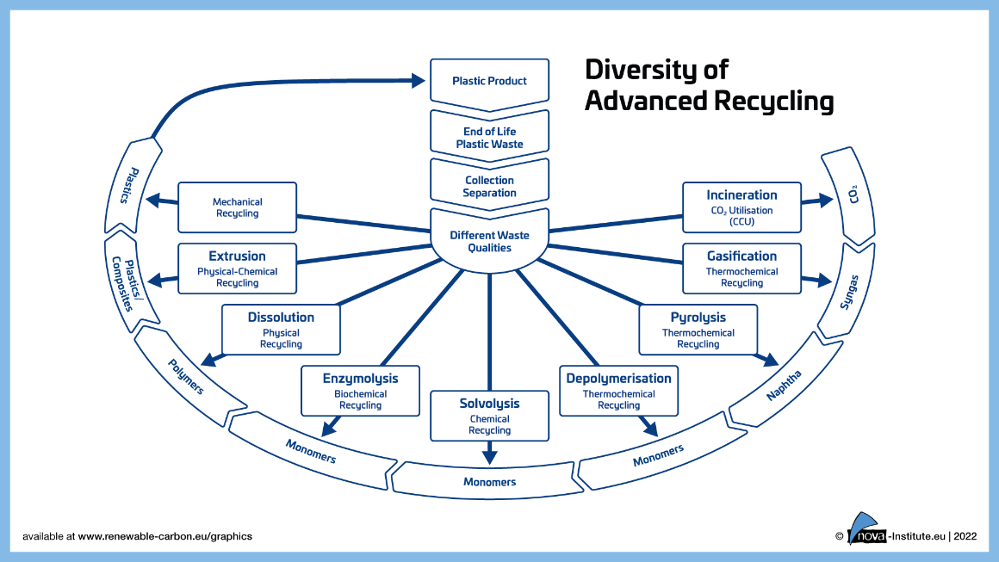 Diversity of
Advanced Recycling
Plastic Product
End of Life
Plastic Waste
Collection
Separation
Different Waste
Qualities
Mechanical
Recycling
Extrusion
Physical-Chemical
Recycling
Dissolution
Physical
Recycling
Enzymolysis
Biochemical
Recycling
Solvolysis
Chemical
Recycling
Depolymerisation
Thermochemical
Recycling
Pyrolysis
Thermochemical
Recycling
Gasification
Thermochemical
Recycling
Incineration
CO₂ Utilisation
(CCU)
Plastics
Plastics/
Composites
Polymers
Monomers
Monomers
Monomers
Naphtha
Syngas
CO₂
available at www.renewable-carbon.eu/graphics
© nova-Institute.eu | 2022